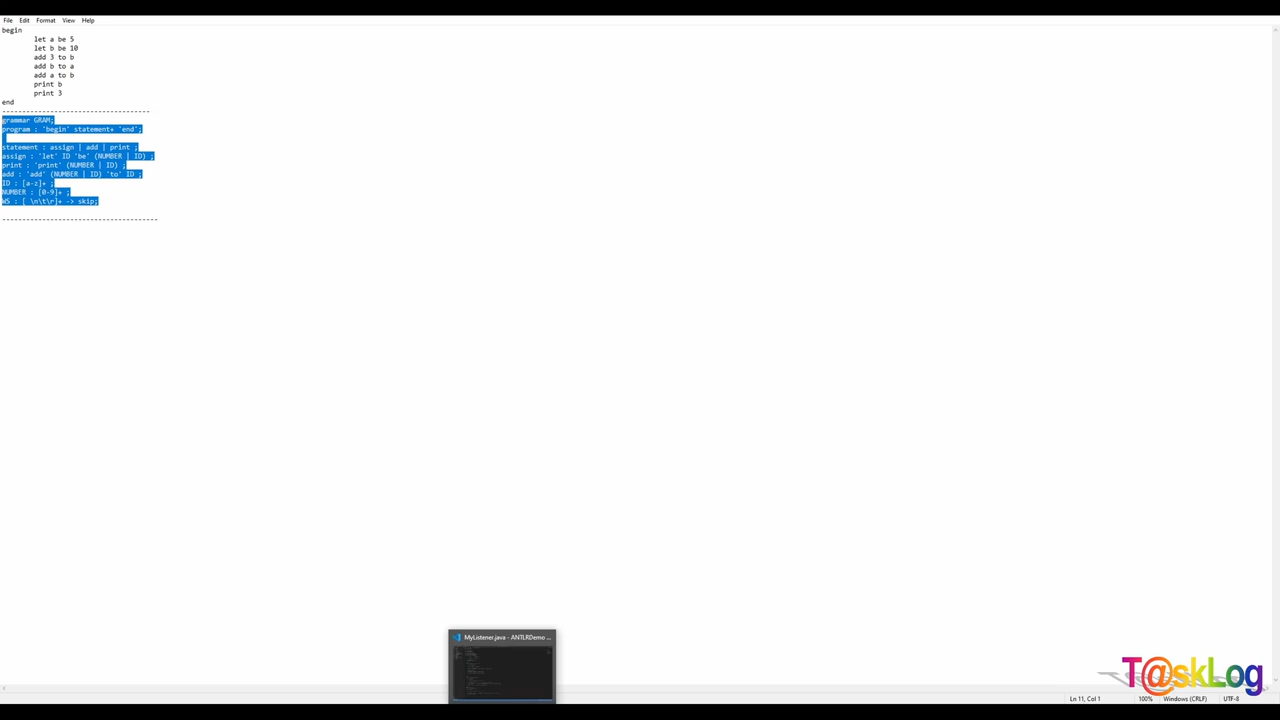 File Edit Format View Help
begin
let a be 5
let b be 10
add 3 to b
add b to a
add a to b
print b
print 3
end
-------------------------------------
grammar GRAM;
program : 'begin' statement+ 'end';
statement : assign | add | print ;
assign : 'let' ID 'be' (NUMBER | ID) ;
print : 'print' (NUMBER | ID) ;
add : 'add' (NUMBER | ID) 'to' ID ;
ID : [a-z]+ ;
NUMBER : [0-9]+ ;
WS : [ \n\t\r]+ -> skip;
---------------------------------------
MyListener.java - ANTLRDemo ...
T@skLog
Ln 11, Col 1 100% Windows (CRLF) UTF-8